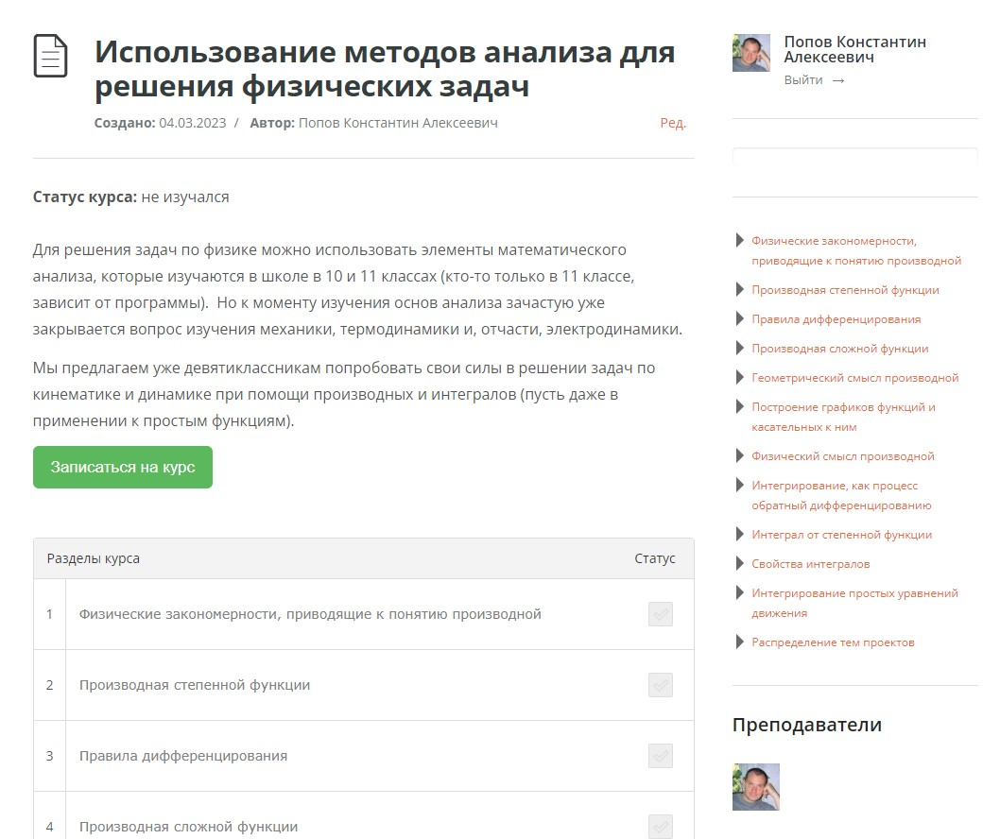 Использование методов анализа для
решения физических задач
Создано: 04.03.2023 / Автор: Попов Константин Алексеевич
Ред.
Статус курса: не изучался
Для решения задач по физике можно использовать элементы математического
анализа, которые изучаются в школе в 10 и 11 классах (кто-то только в 11 классе,
зависит от программы). Но к моменту изучения основ анализа зачастую уже
закрывается вопрос изучения механики, термодинамики и, отчасти, электродинамики.
Мы предлагаем уже девятиклассникам попробовать свои силы в решении задач по
кинематике и динамике при помощи производных и интегралов (пусть даже в
применении к простым функциям).
Записаться на курс
Разделы курса Статус
1 Физические закономерности, приводящие к понятию производной
2 Производная степенной функции
3 Правила дифференцирования
4 Производная сложной функции
Попов Константин
Алексеевич
Выйти →
Физические закономерности,
приводящие к понятию производной
Производная степенной функции
Правила дифференцирования
Производная сложной функции
Геометрический смысл производной
Построение графиков функций и
касательных к ним
Физический смысл производной
Интегрирование, как процесс
обратный дифференцированию
Интеграл от степенной функции
Свойства интегралов
Интегрирование простых уравнений
движения
Распределение тем проектов
Преподаватели